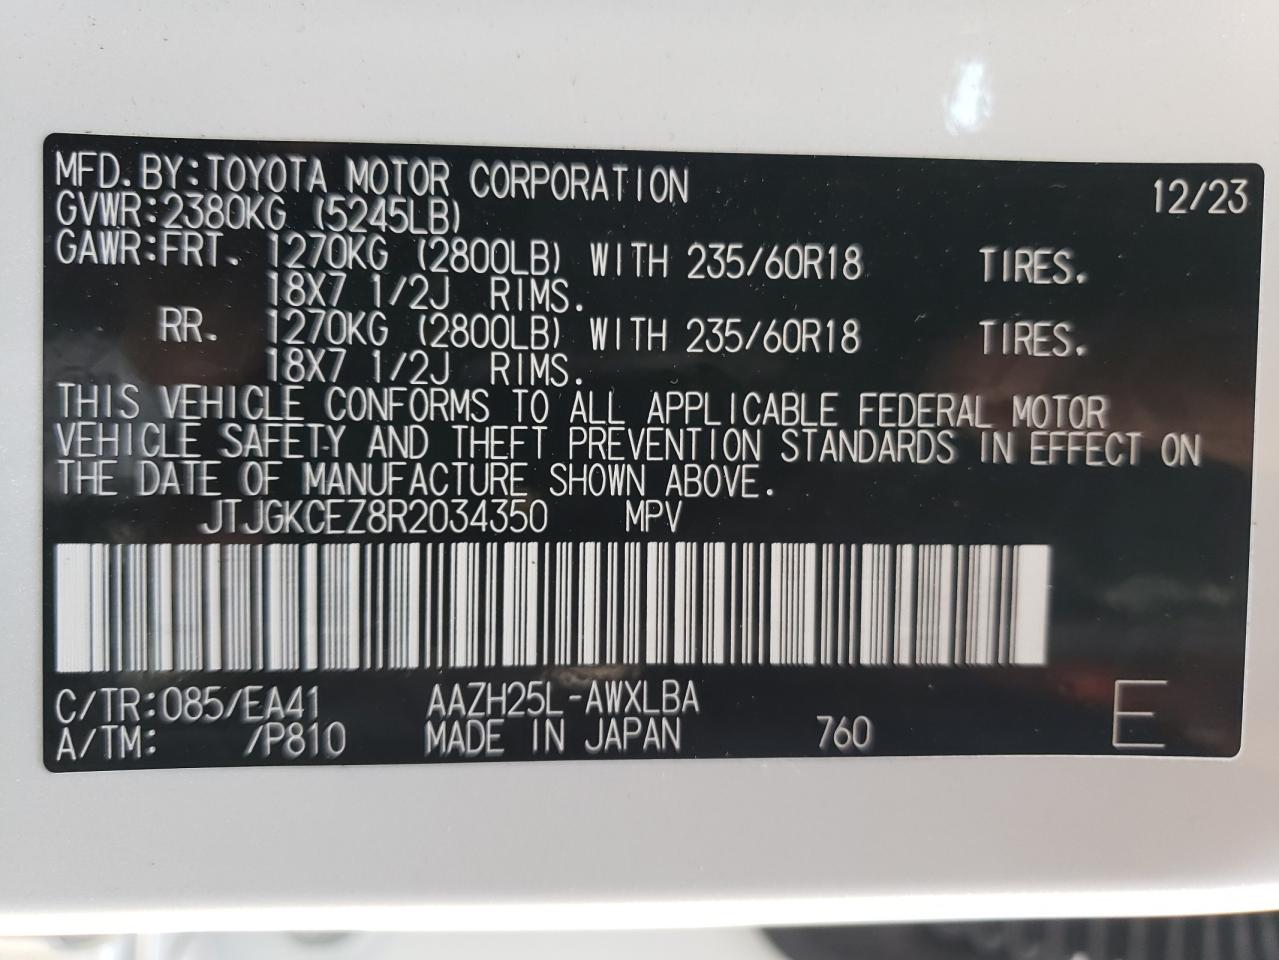 MFD.BY:TOYOTA MOTOR CORPORATION 12/23
GVWR:2380KG (5245LB)
GAWR:FRT. 1270KG (2800LB) WITH 235/60R18 TIRES.
18X7 1/2J RIMS.
RR. 1270KG (2800LB) WITH 235/60R18 TIRES.
18X7 1/2J RIMS.
THIS VEHICLE CONFORMS TO ALL APPLICABLE FEDERAL MOTOR
VEHICLE SAFETY AND THEFT PREVENTION STANDARDS IN EFFECT ON
THE DATE OF MANUFACTURE SHOWN ABOVE.
JTJGKCEZ8R2034350 MPV
C/TR:085/EA41 AAZH25L-AWXLBA
A/TM: /P810 MADE IN JAPAN 760 E